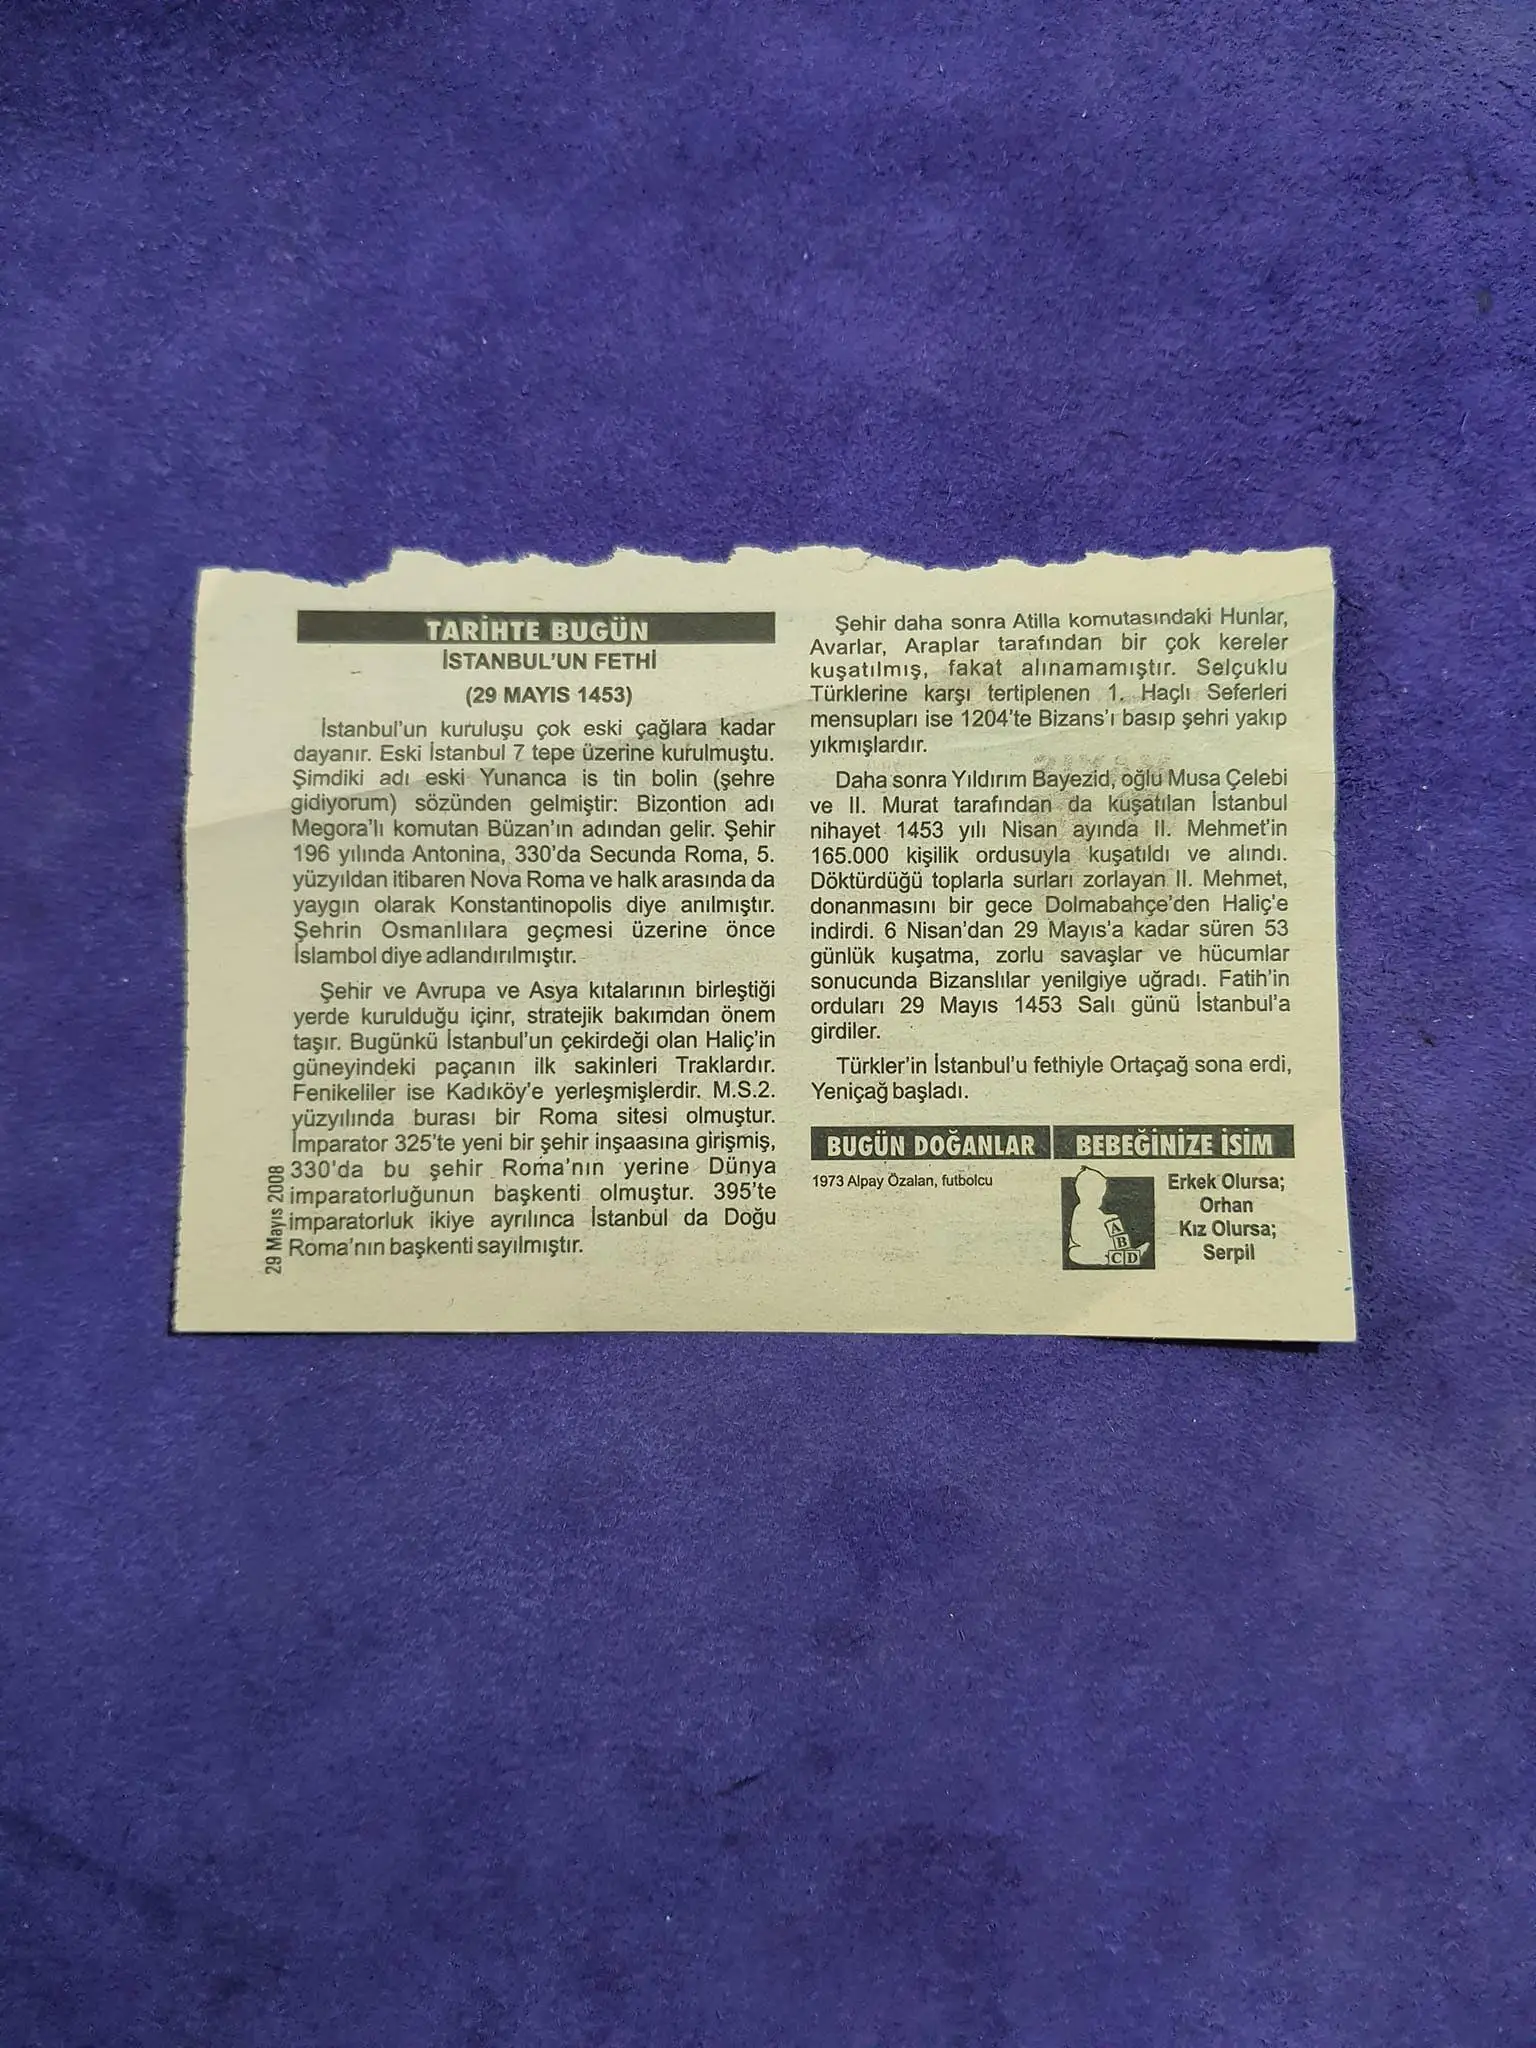 TARİHTE BUGÜN
İSTANBUL'UN FETHİ
(29 MAYIS 1453)
İstanbul'un kuruluşu çok eski çağlara kadar
dayanır. Eski İstanbul 7 tepe üzerine kurulmuştu.
Şimdiki adı eski Yunanca is tin bolin (şehre
gidiyorum) sözünden gelmiştir: Bizontion adı
Megora'lı komutan Büzan'ın adından gelir. Şehir
196 yılında Antonina, 330'da Secunda Roma, 5.
yüzyıldan itibaren Nova Roma ve halk arasında da
yaygın olarak Konstantinopolis diye anılmıştır.
Şehrin Osmanlılara geçmesi üzerine önce
İslambol diye adlandırılmıştır.
Şehir ve Avrupa ve Asya kıtalarının birleştiği
yerde kurulduğu içinr, stratejik bakımdan önem
taşır. Bugünkü İstanbul'un çekirdeği olan Haliç'in
güneyindeki paçanın ilk sakinleri Traklardır.
Fenikeliler ise Kadıköy'e yerleşmişlerdir. M.S.2.
yüzyılında burası bir Roma sitesi olmuştur.
İmparator 325'te yeni bir şehir inşaasına girişmiş,
330'da bu şehir Roma'nın yerine Dünya
imparatorluğunun başkenti olmuştur. 395'te
imparatorluk ikiye ayrılınca İstanbul da Doğu
Roma'nın başkenti sayılmıştır.
29 Mayıs 2008
Şehir daha sonra Atilla komutasındaki Hunlar,
Avarlar, Araplar tarafından bir çok kereler
kuşatılmış, fakat alınamamıştır. Selçuklu
Türklerine karşı tertiplenen 1. Haçlı Seferleri
mensupları ise 1204'te Bizans'ı basıp şehri yakıp
yıkmışlardır.
Daha sonra Yıldırım Bayezid, oğlu Musa Çelebi
ve II. Murat tarafından da kuşatılan İstanbul
nihayet 1453 yılı Nisan ayında II. Mehmet'in
165.000 kişilik ordusuyla kuşatıldı ve alındı.
Döktürdüğü toplarla surları zorlayan II. Mehmet,
donanmasını bir gece Dolmabahçe'den Haliç'e
indirdi. 6 Nisan'dan 29 Mayıs'a kadar süren 53
günlük kuşatma, zorlu savaşlar ve hücumlar
sonucunda Bizanslılar yenilgiye uğradı. Fatih'in
orduları 29 Mayıs 1453 Salı günü İstanbul'a
girdiler.
Türkler'in İstanbul'u fethiyle Ortaçağ sona erdi,
Yeniçağ başladı.
BUGÜN DOĞANLAR
1973 Alpay Özalan, futbolcu
BEBEĞİNİZE İSİM
A
B
C D
Erkek Olursa;
Orhan
Kız Olursa;
Serpil